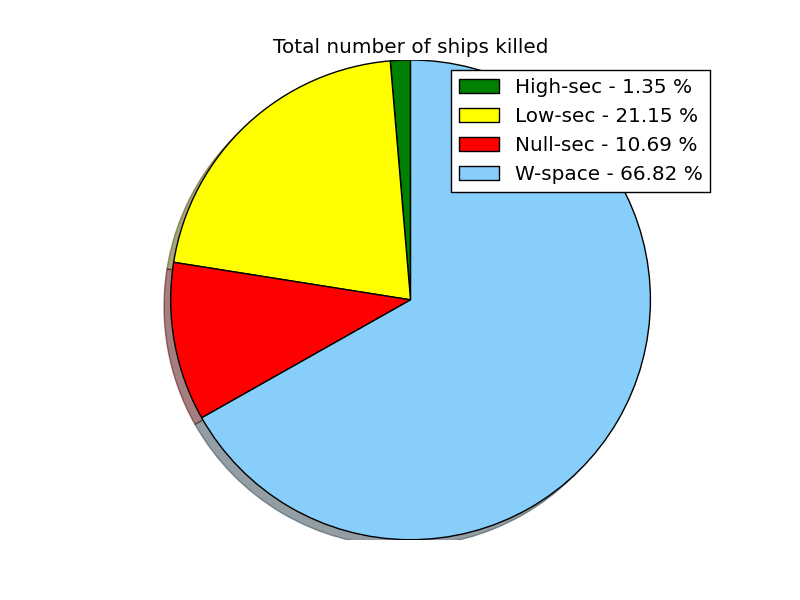 Total number of ships killed
High-sec - 1.35 %
Low-sec - 21.15 %
Null-sec - 10.69 %
W-space - 66.82 %